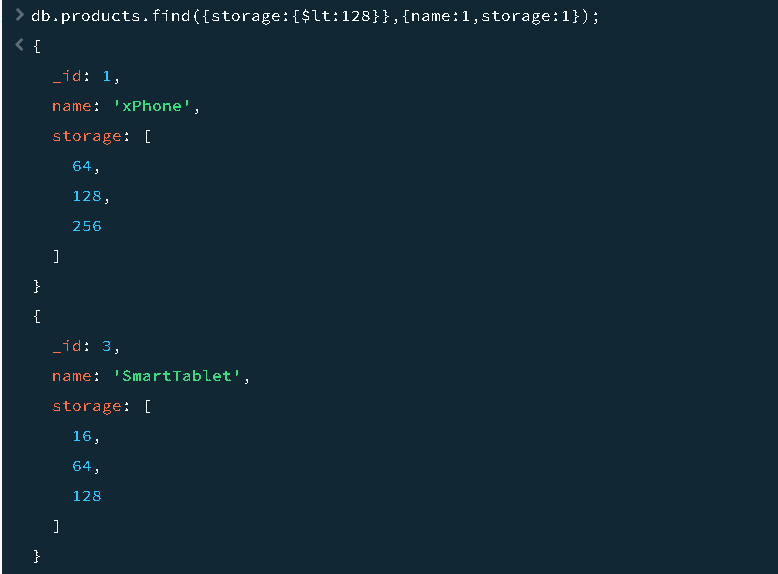 > db.products.find({storage:{$lt:128}},{name:1,storage:1});
< {
_id: 1,
name: 'xPhone',
storage: [
64,
128,
256
]
}
{
_id: 3,
name: 'SmartTablet',
storage: [
16,
64,
128
]
}